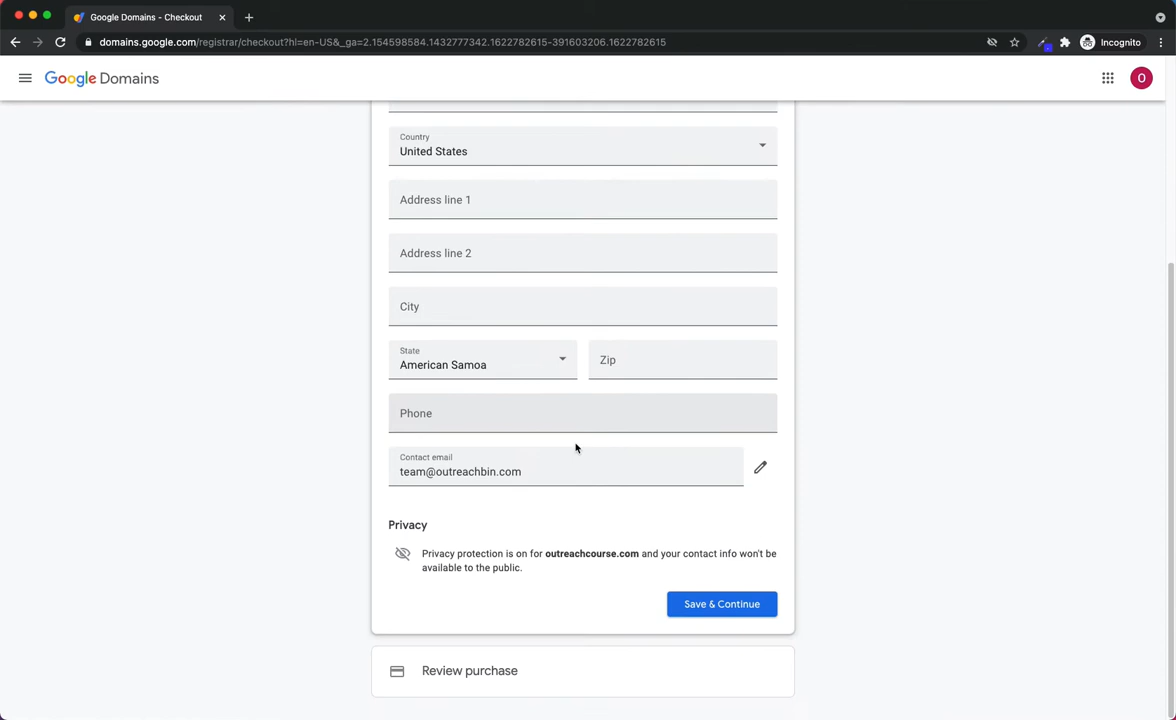 Google Domains - Checkout
domains.google.com/registrar/checkout?hl=en-US&_ga=2.154598584.1432777342.1622782615-391603206.1622782615
Incognito
Google Domains
O
Country
United States
Address line 1
Address line 2
City
State
American Samoa
Zip
Phone
Contact email
team@outreachbin.com
Privacy
Privacy protection is on for outreachcourse.com and your contact info won't be
available to the public.
Save & Continue
Review purchase